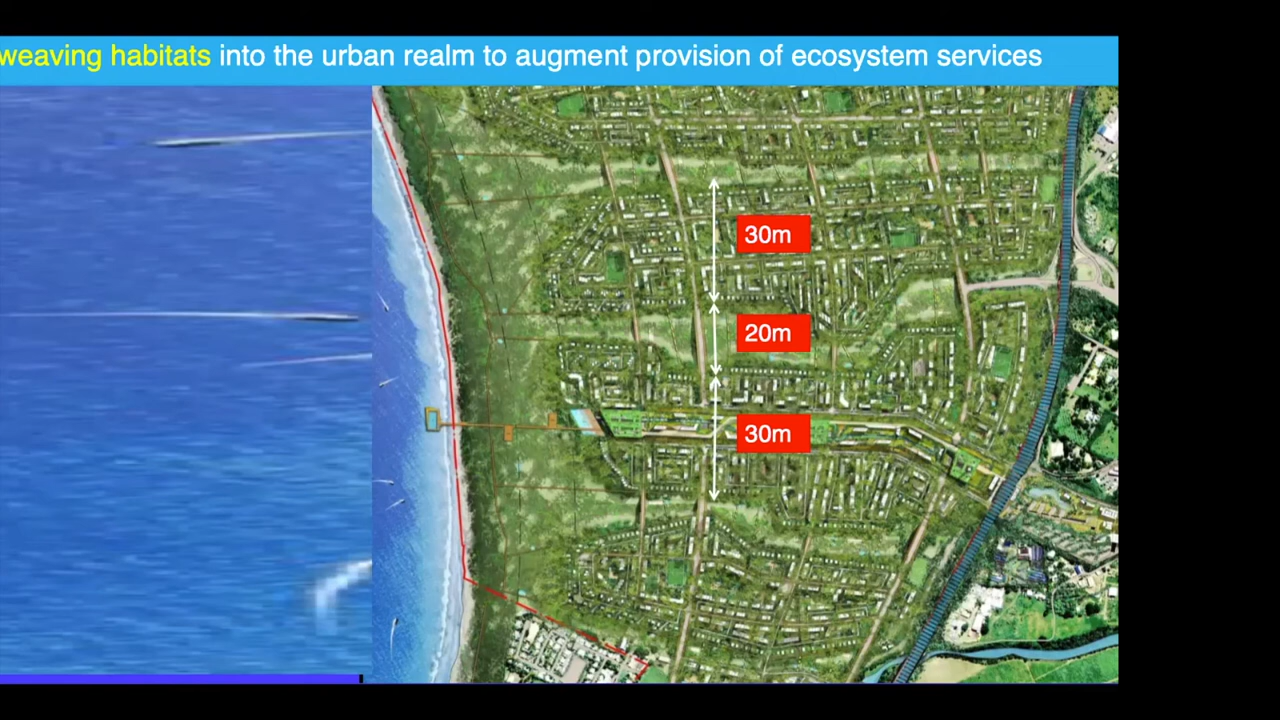 weaving habitats into the urban realm to augment provision of ecosystem services
30m
20m
30m